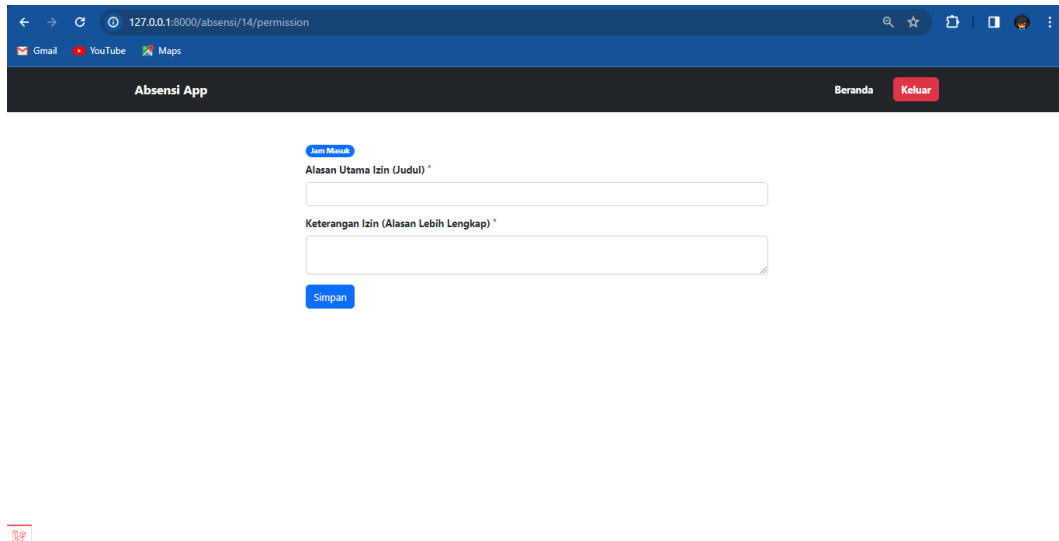 127.0.0.1:8000/absensi/14/permission
Gmail YouTube Maps
Absensi App Beranda Keluar
Jam Masuk
Alasan Utama Izin (Judul) *
Keterangan Izin (Alasan Lebih Lengkap) *
Simpan